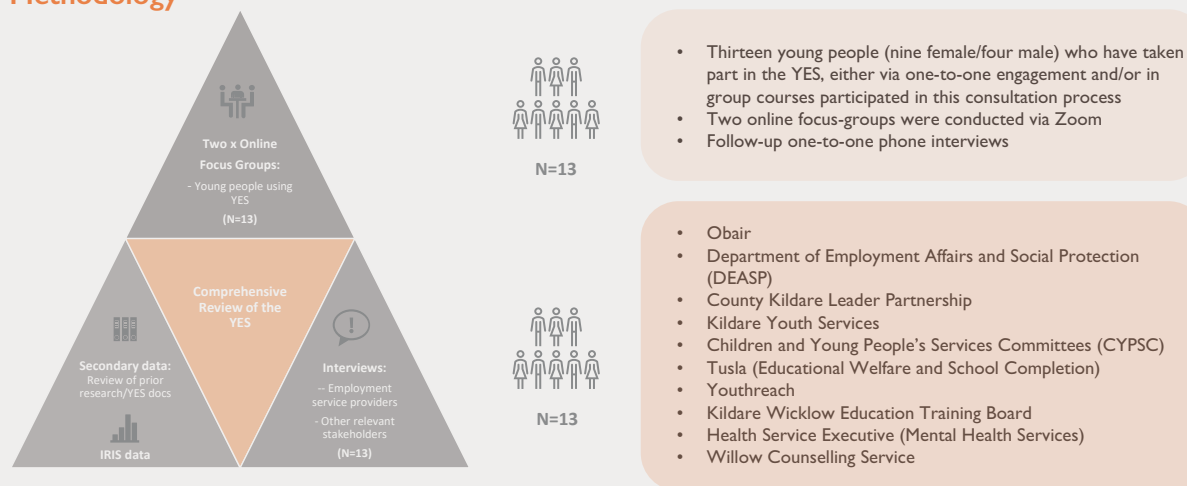 Methodology
Two x Online
Focus Groups:
- Young people using
YES
(N=13)
Comprehensive
Review of the
YES
Secondary data:
Review of prior
research/YES docs
IRIS data
Interviews:
-- Employment
service providers
- Other relevant
stakeholders
(N=13)
N=13
• Thirteen young people (nine female/four male) who have taken
part in the YES, either via one-to-one engagement and/or in
group courses participated in this consultation process
• Two online focus-groups were conducted via Zoom
• Follow-up one-to-one phone interviews
N=13
• Obair
• Department of Employment Affairs and Social Protection
(DEASP)
• County Kildare Leader Partnership
• Kildare Youth Services
• Children and Young People's Services Committees (CYPSC)
• Tusla (Educational Welfare and School Completion)
• Youthreach
• Kildare Wicklow Education Training Board
• Health Service Executive (Mental Health Services)
• Willow Counselling Service